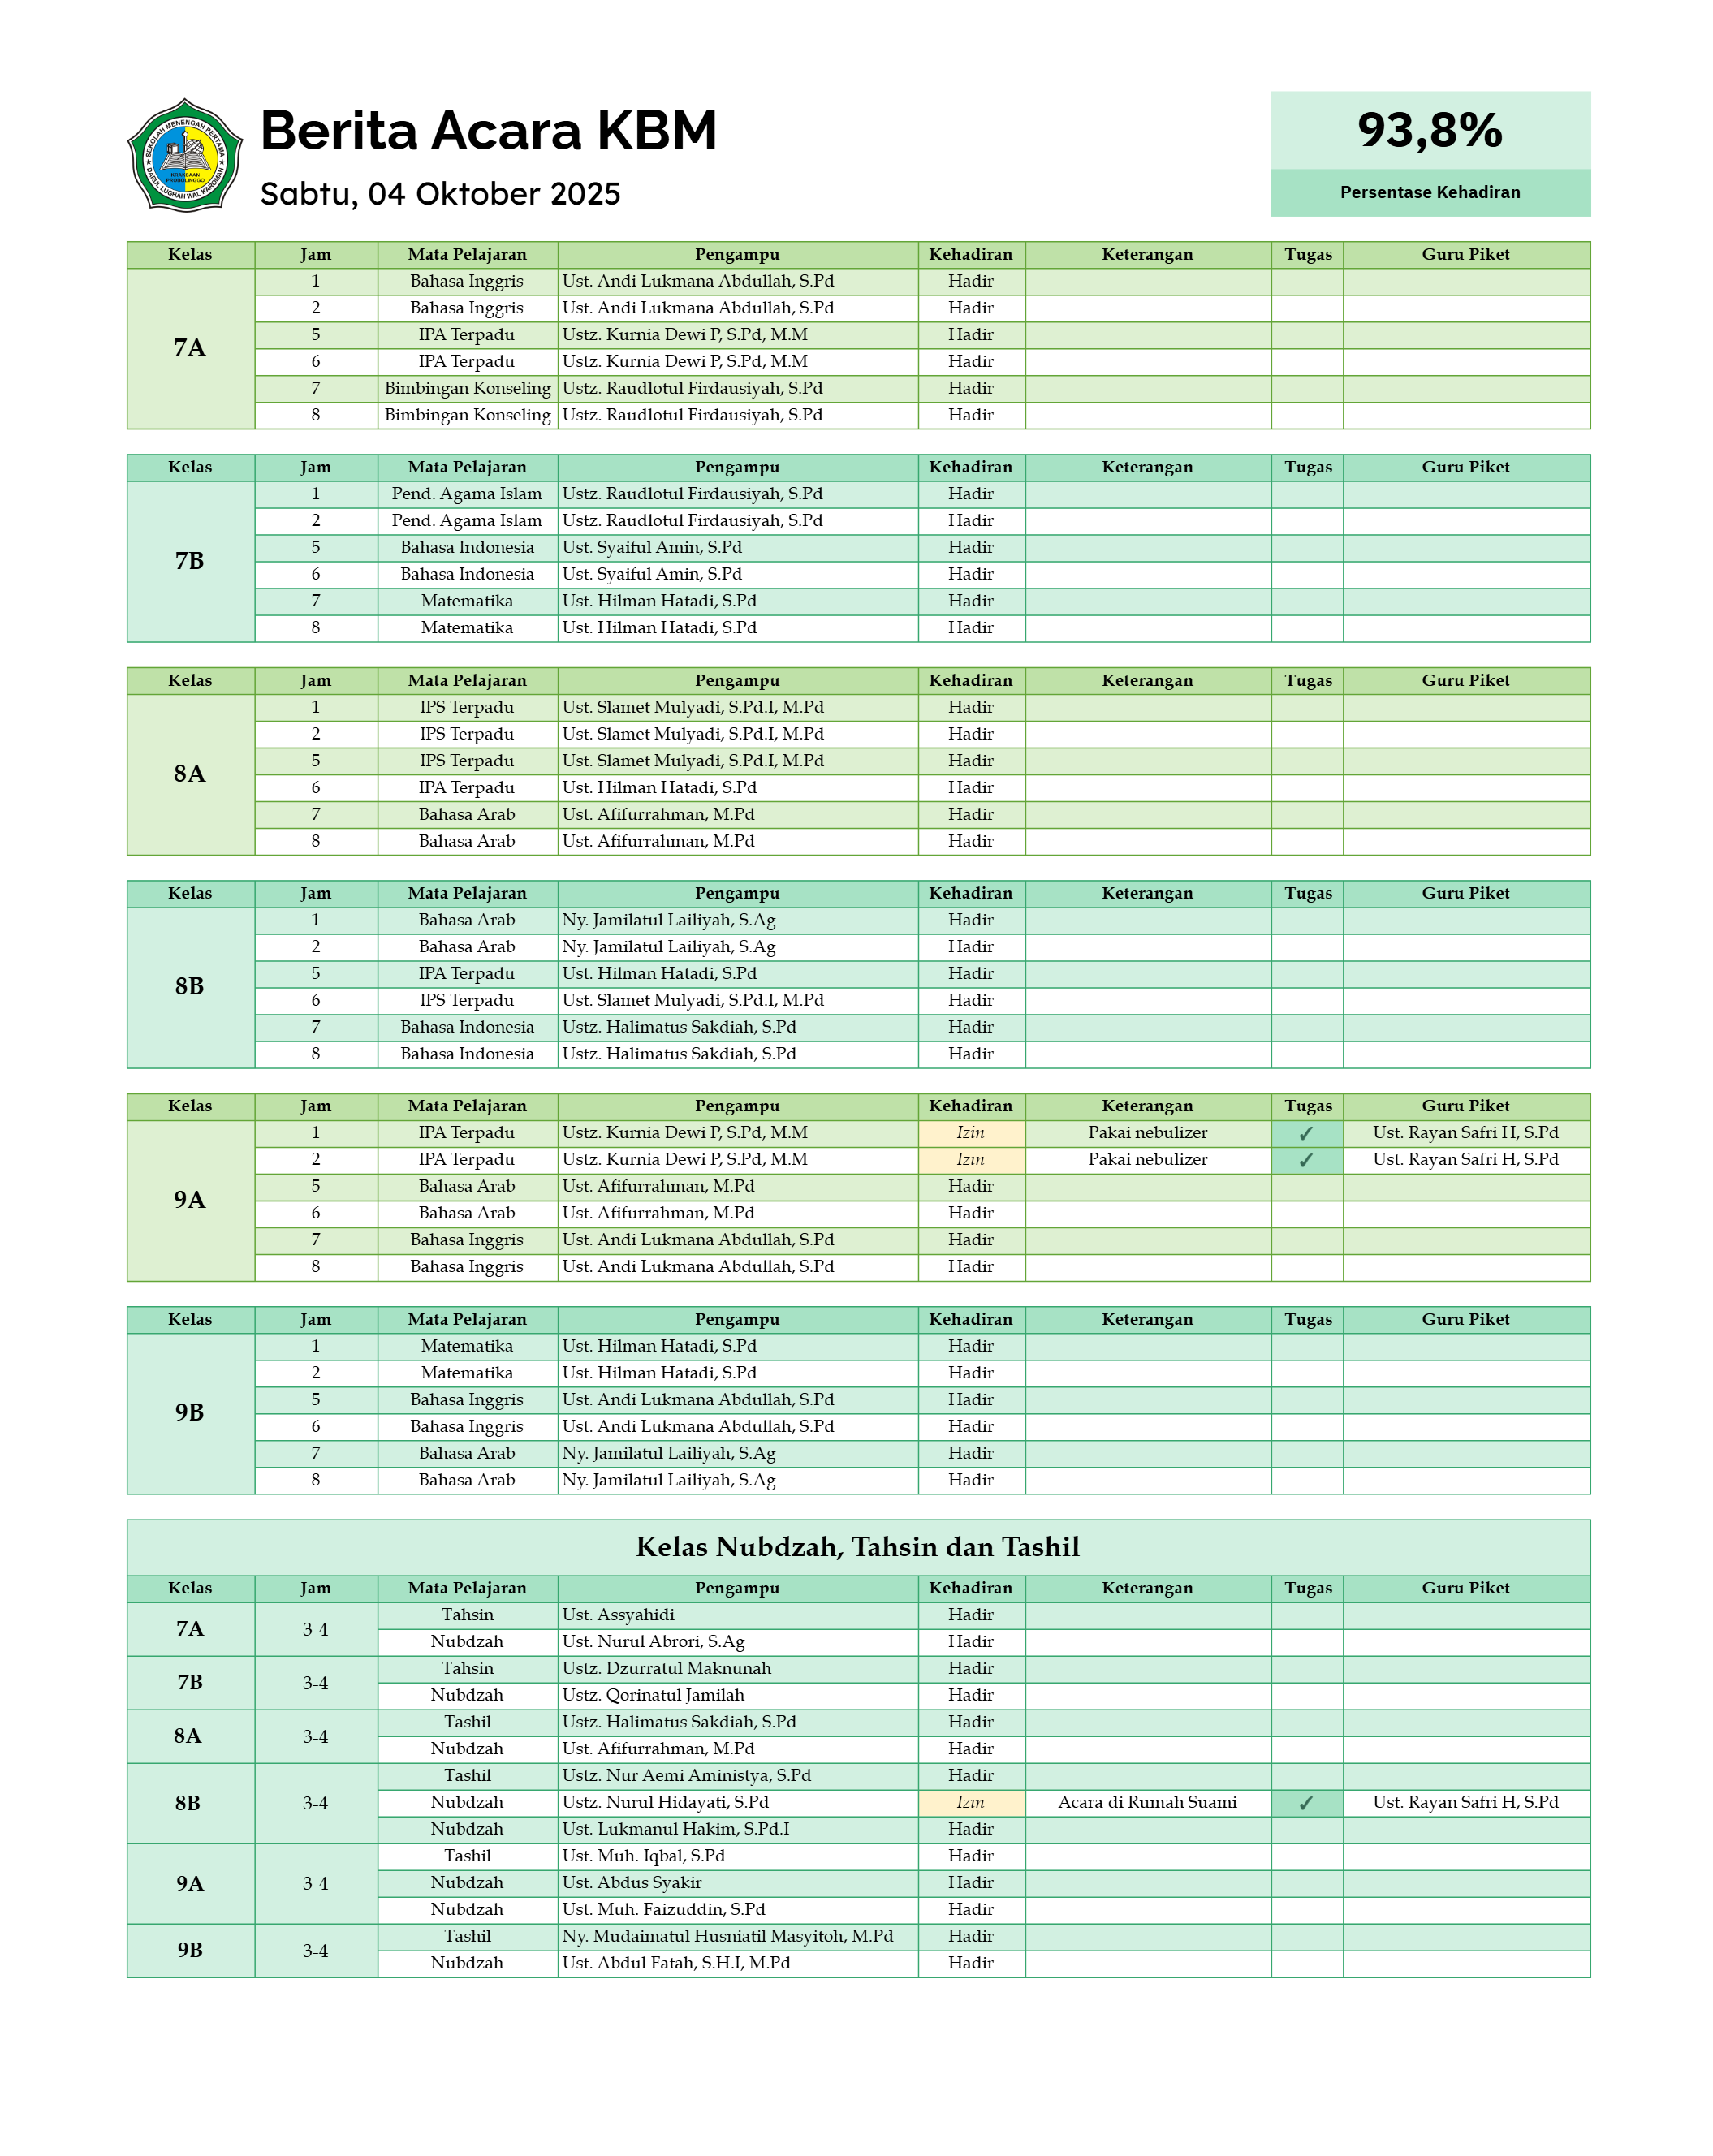 SEKOLAH MENENGAH PERTAMA
KRAKSAAN
PROBOLINGGO
DARUL LUGHAH WAL KAROMAH
Berita Acara KBM
Sabtu, 04 Oktober 2025
93,8%
Persentase Kehadiran
Kelas Jam Mata Pelajaran Pengampu Kehadiran Keterangan Tugas Guru Piket
7A
1 Bahasa Inggris Ust. Andi Lukmana Abdullah, S.Pd Hadir
2 Bahasa Inggris Ust. Andi Lukmana Abdullah, S.Pd Hadir
5 IPA Terpadu Ustz. Kurnia Dewi P, S.Pd, M.M Hadir
6 IPA Terpadu Ustz. Kurnia Dewi P, S.Pd, M.M Hadir
7 Bimbingan Konseling Ustz. Raudlotul Firdausiyah, S.Pd Hadir
8 Bimbingan Konseling Ustz. Raudlotul Firdausiyah, S.Pd Hadir
Kelas Jam Mata Pelajaran Pengampu Kehadiran Keterangan Tugas Guru Piket
7B
1 Pend. Agama Islam Ustz. Raudlotul Firdausiyah, S.Pd Hadir
2 Pend. Agama Islam Ustz. Raudlotul Firdausiyah, S.Pd Hadir
5 Bahasa Indonesia Ust. Syaiful Amin, S.Pd Hadir
6 Bahasa Indonesia Ust. Syaiful Amin, S.Pd Hadir
7 Matematika Ust. Hilman Hatadi, S.Pd Hadir
8 Matematika Ust. Hilman Hatadi, S.Pd Hadir
Kelas Jam Mata Pelajaran Pengampu Kehadiran Keterangan Tugas Guru Piket
8A
1 IPS Terpadu Ust. Slamet Mulyadi, S.Pd.I, M.Pd Hadir
2 IPS Terpadu Ust. Slamet Mulyadi, S.Pd.I, M.Pd Hadir
5 IPS Terpadu Ust. Slamet Mulyadi, S.Pd.I, M.Pd Hadir
6 IPA Terpadu Ust. Hilman Hatadi, S.Pd Hadir
7 Bahasa Arab Ust. Afifurrahman, M.Pd Hadir
8 Bahasa Arab Ust. Afifurrahman, M.Pd Hadir
Kelas Jam Mata Pelajaran Pengampu Kehadiran Keterangan Tugas Guru Piket
8B
1 Bahasa Arab Ny. Jamilatul Lailiyah, S.Ag Hadir
2 Bahasa Arab Ny. Jamilatul Lailiyah, S.Ag Hadir
5 IPA Terpadu Ust. Hilman Hatadi, S.Pd Hadir
6 IPS Terpadu Ust. Slamet Mulyadi, S.Pd.I, M.Pd Hadir
7 Bahasa Indonesia Ustz. Halimatus Sakdiah, S.Pd Hadir
8 Bahasa Indonesia Ustz. Halimatus Sakdiah, S.Pd Hadir
Kelas Jam Mata Pelajaran Pengampu Kehadiran Keterangan Tugas Guru Piket
9A
1 IPA Terpadu Ustz. Kurnia Dewi P, S.Pd, M.M Izin Pakai nebulizer ✓ Ust. Rayan Safri H, S.Pd
2 IPA Terpadu Ustz. Kurnia Dewi P, S.Pd, M.M Izin Pakai nebulizer ✓ Ust. Rayan Safri H, S.Pd
5 Bahasa Arab Ust. Afifurrahman, M.Pd Hadir
6 Bahasa Arab Ust. Afifurrahman, M.Pd Hadir
7 Bahasa Inggris Ust. Andi Lukmana Abdullah, S.Pd Hadir
8 Bahasa Inggris Ust. Andi Lukmana Abdullah, S.Pd Hadir
Kelas Jam Mata Pelajaran Pengampu Kehadiran Keterangan Tugas Guru Piket
9B
1 Matematika Ust. Hilman Hatadi, S.Pd Hadir
2 Matematika Ust. Hilman Hatadi, S.Pd Hadir
5 Bahasa Inggris Ust. Andi Lukmana Abdullah, S.Pd Hadir
6 Bahasa Inggris Ust. Andi Lukmana Abdullah, S.Pd Hadir
7 Bahasa Arab Ny. Jamilatul Lailiyah, S.Ag Hadir
8 Bahasa Arab Ny. Jamilatul Lailiyah, S.Ag Hadir
Kelas Nubdzah, Tahsin dan Tashil
Kelas Jam Mata Pelajaran Pengampu Kehadiran Keterangan Tugas Guru Piket
7A 3-4
Tahsin Ust. Assyahidi Hadir
Nubdzah Ust. Nurul Abrori, S.Ag Hadir
7B 3-4
Tahsin Ustz. Dzurratul Maknunah Hadir
Nubdzah Ustz. Qorinatul Jamilah Hadir
8A 3-4
Tashil Ustz. Halimatus Sakdiah, S.Pd Hadir
Nubdzah Ust. Afifurrahman, M.Pd Hadir
8B 3-4
Tashil Ustz. Nur Aemi Aministya, S.Pd Hadir
Nubdzah Ustz. Nurul Hidayati, S.Pd Izin Acara di Rumah Suami ✓ Ust. Rayan Safri H, S.Pd
Nubdzah Ust. Lukmanul Hakim, S.Pd.I Hadir
9A 3-4
Tashil Ust. Muh. Iqbal, S.Pd Hadir
Nubdzah Ust. Abdus Syakir Hadir
Nubdzah Ust. Muh. Faizuddin, S.Pd Hadir
9B 3-4
Tashil Ny. Mudaimatul Husniatil Masyitoh, M.Pd Hadir
Nubdzah Ust. Abdul Fatah, S.H.I, M.Pd Hadir